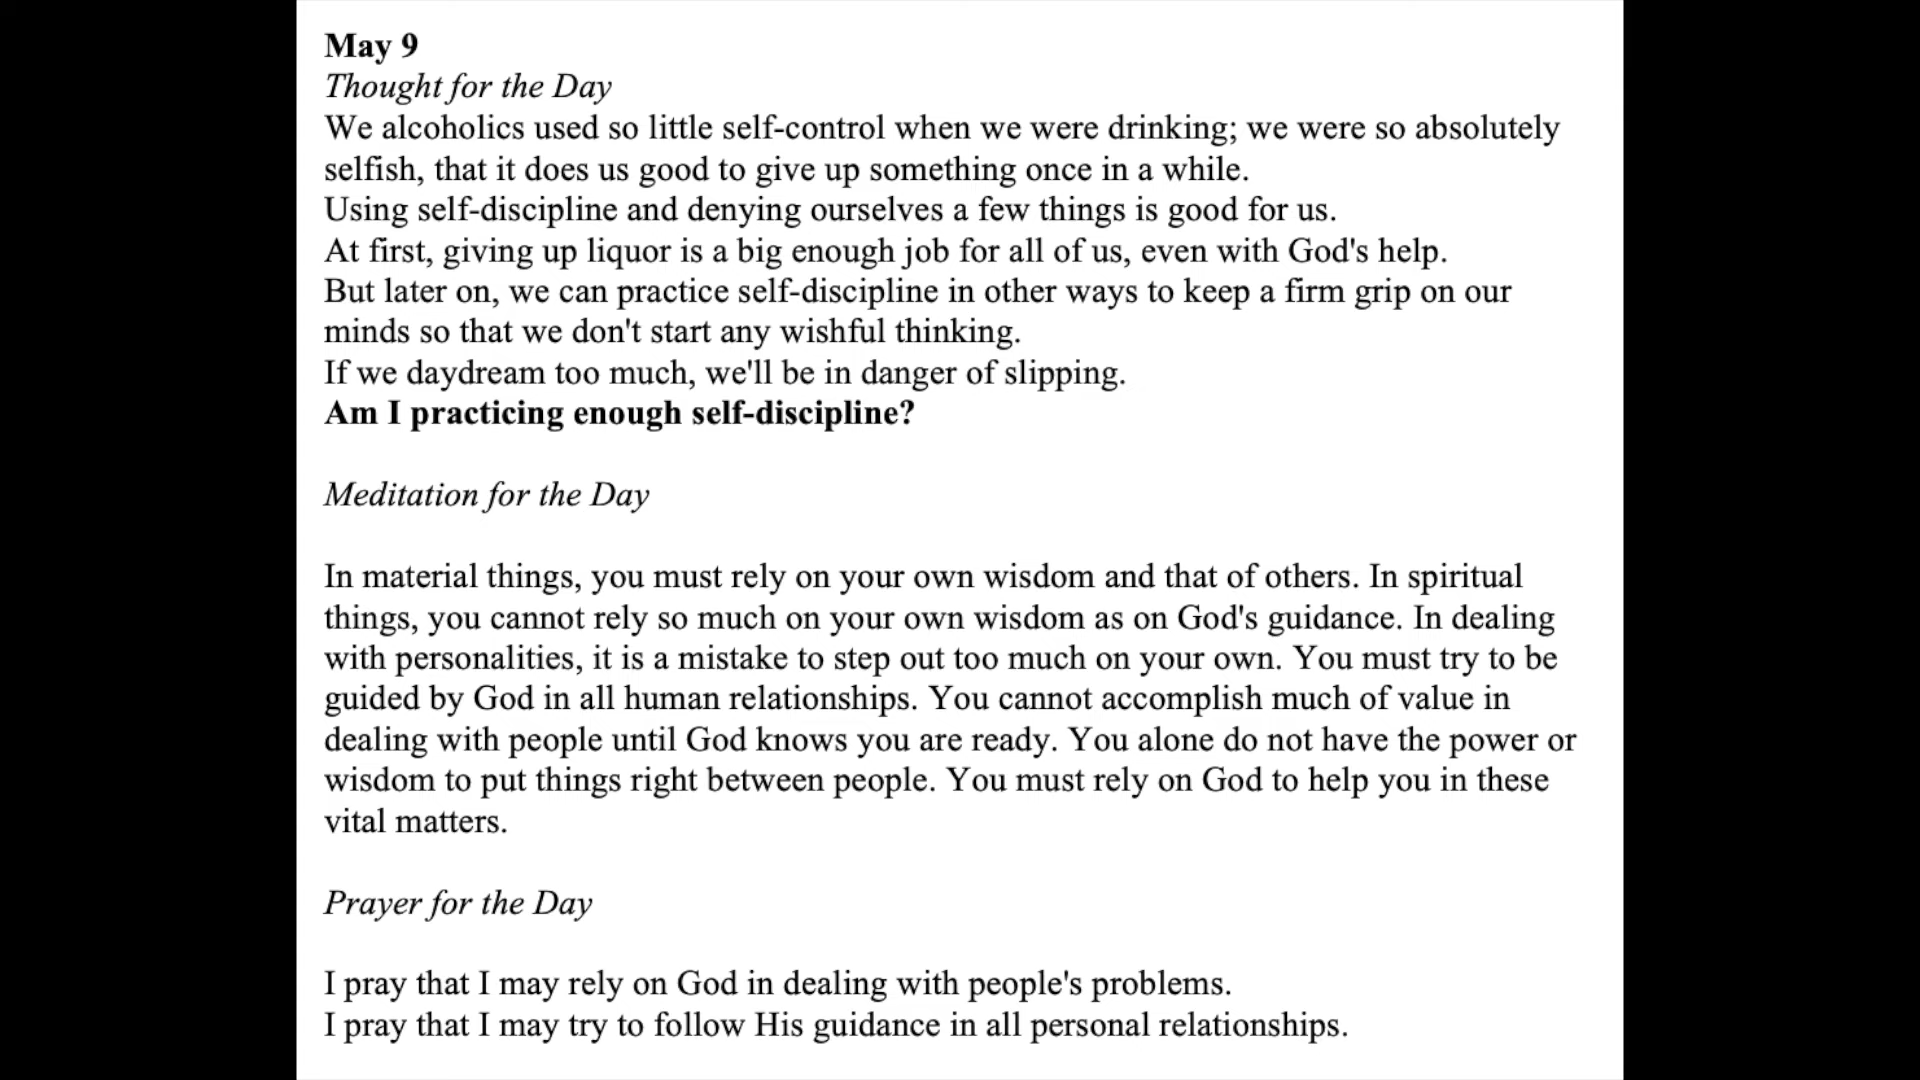 May 9
Thought for the Day
We alcoholics used so little self-control when we were drinking; we were so absolutely
selfish, that it does us good to give up something once in a while.
Using self-discipline and denying ourselves a few things is good for us.
At first, giving up liquor is a big enough job for all of us, even with God's help.
But later on, we can practice self-discipline in other ways to keep a firm grip on our
minds so that we don't start any wishful thinking.
If we daydream too much, we'll be in danger of slipping.
Am I practicing enough self-discipline?
Meditation for the Day
In material things, you must rely on your own wisdom and that of others. In spiritual
things, you cannot rely so much on your own wisdom as on God's guidance. In dealing
with personalities, it is a mistake to step out too much on your own. You must try to be
guided by God in all human relationships. You cannot accomplish much of value in
dealing with people until God knows you are ready. You alone do not have the power or
wisdom to put things right between people. You must rely on God to help you in these
vital matters.
Prayer for the Day
I pray that I may rely on God in dealing with people's problems.
I pray that I may try to follow His guidance in all personal relationships.